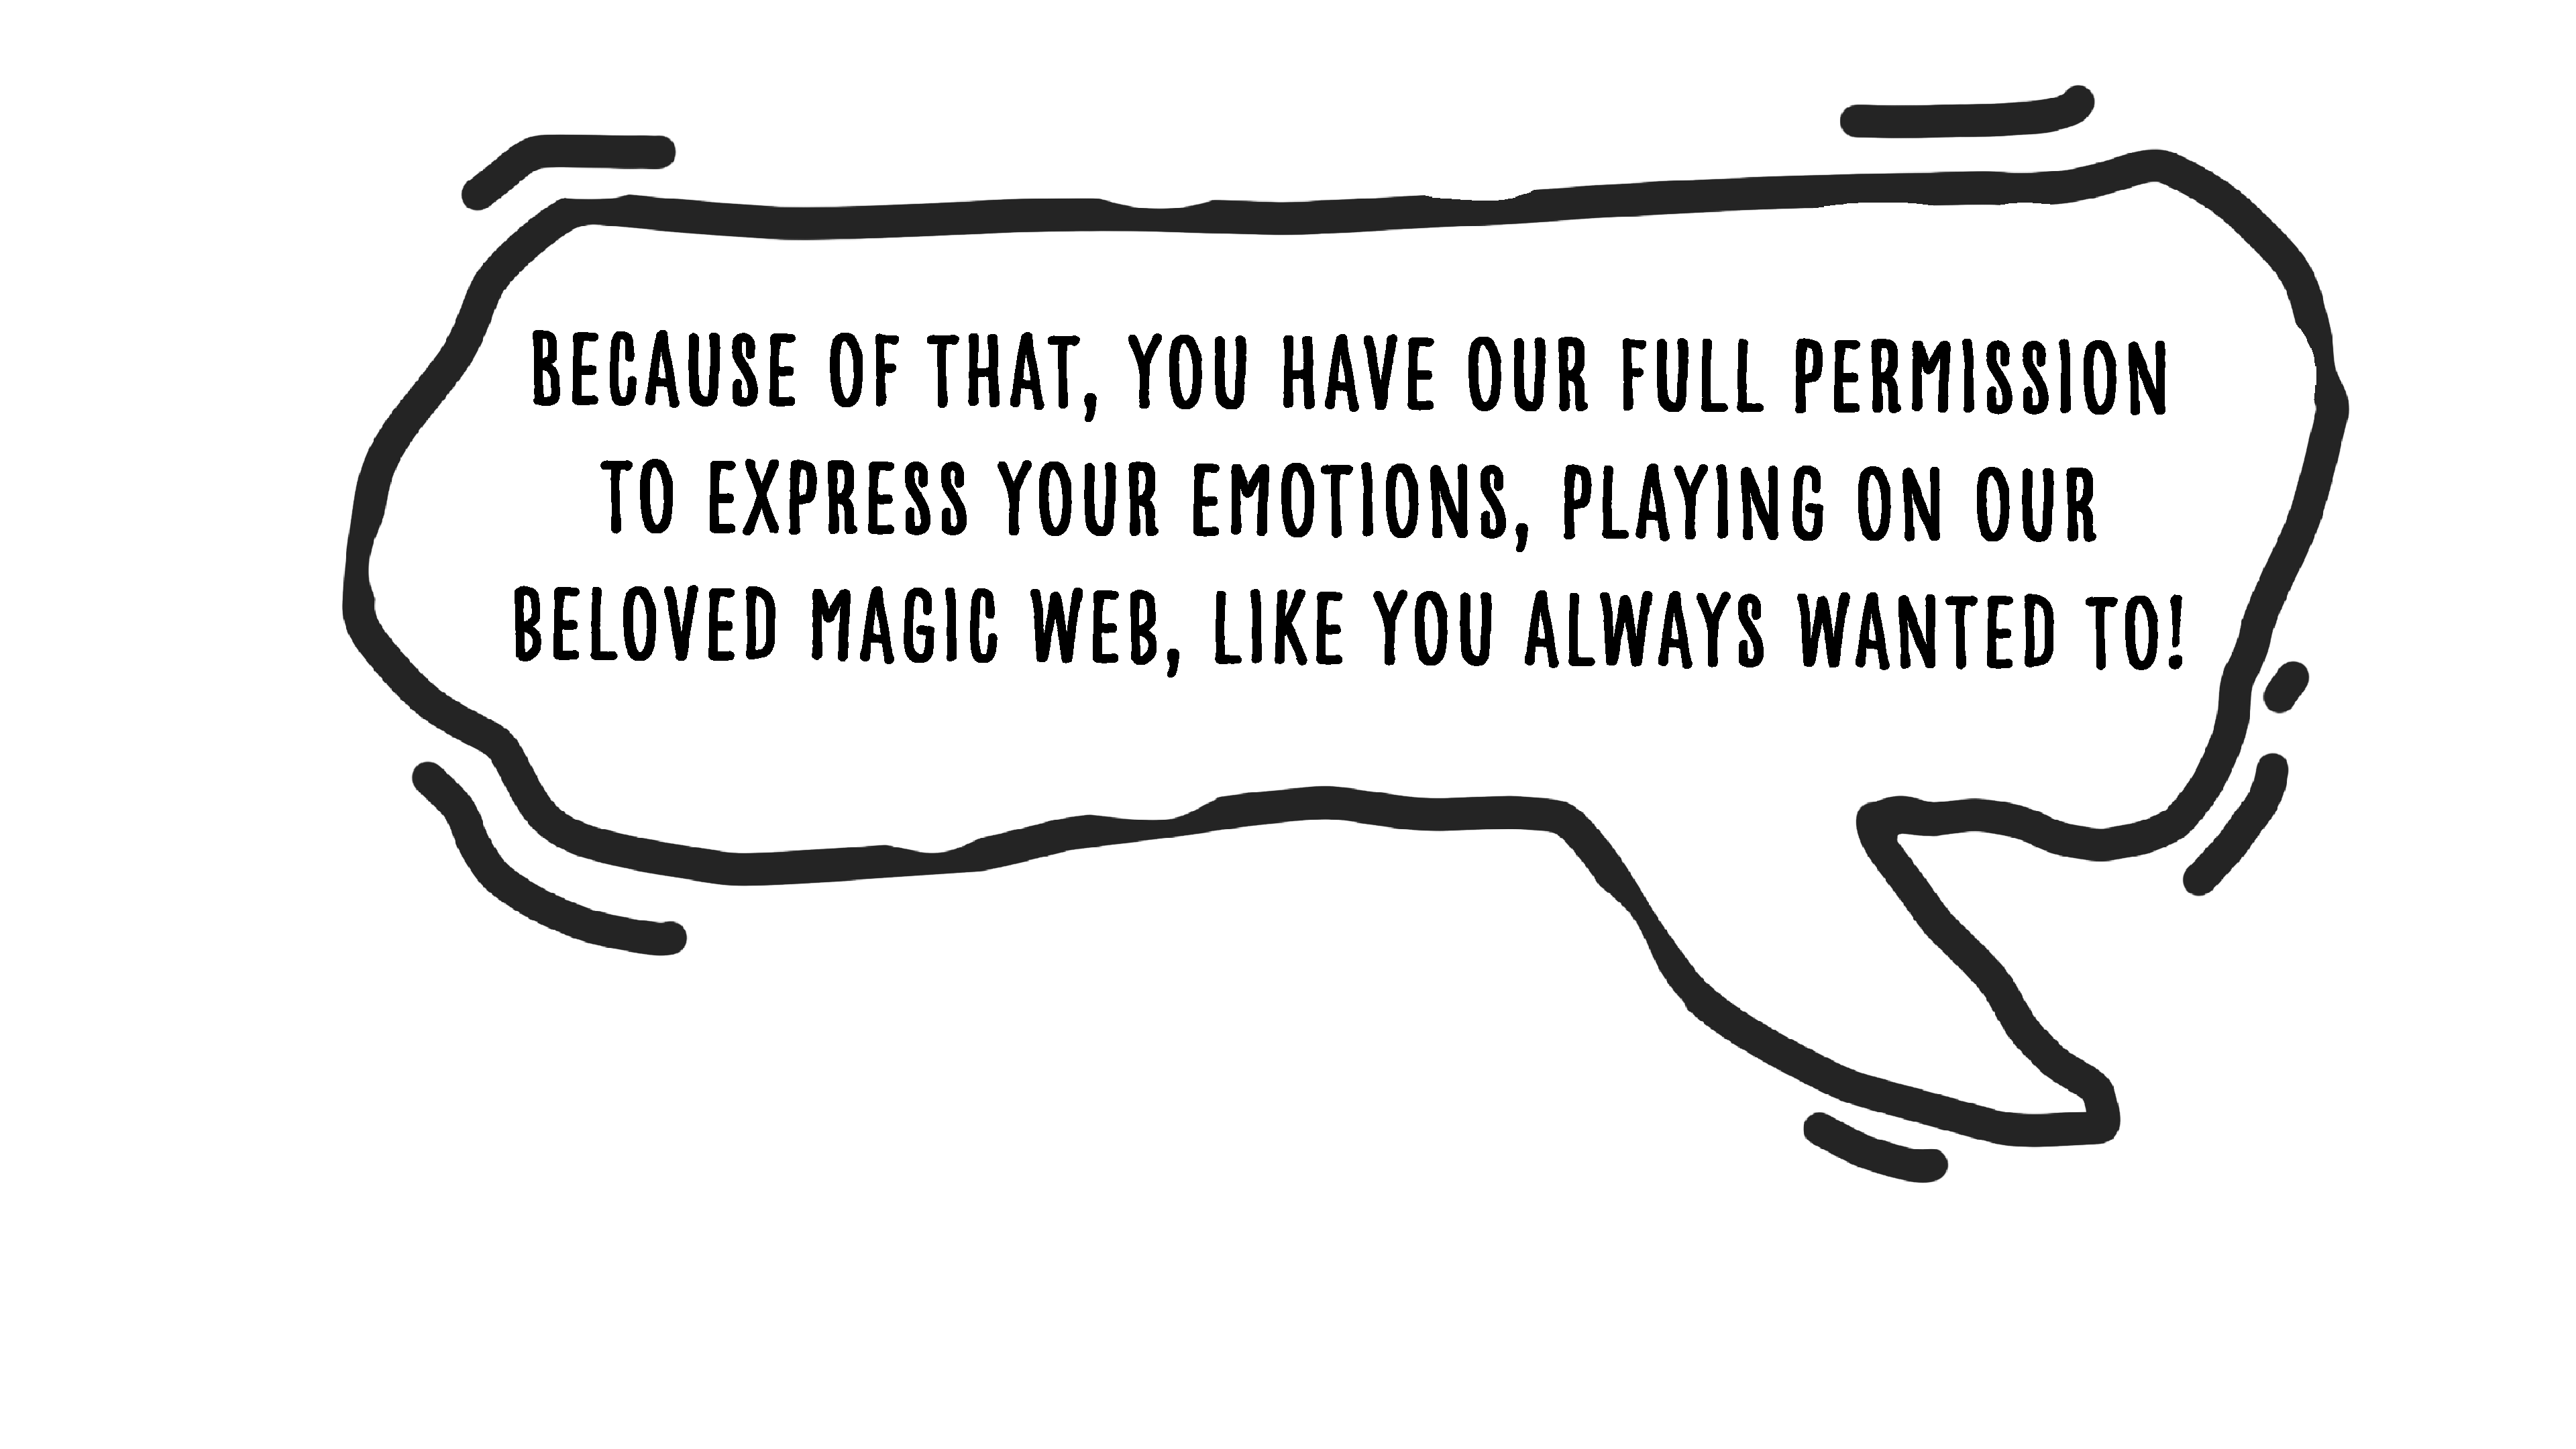 BECAUSE OF THAT, YOU HAVE OUR FULL PERMISSION
TO EXPRESS YOUR EMOTIONS, PLAYING ON OUR
BELOVED MAGIC WEB, LIKE YOU ALWAYS WANTED TO!